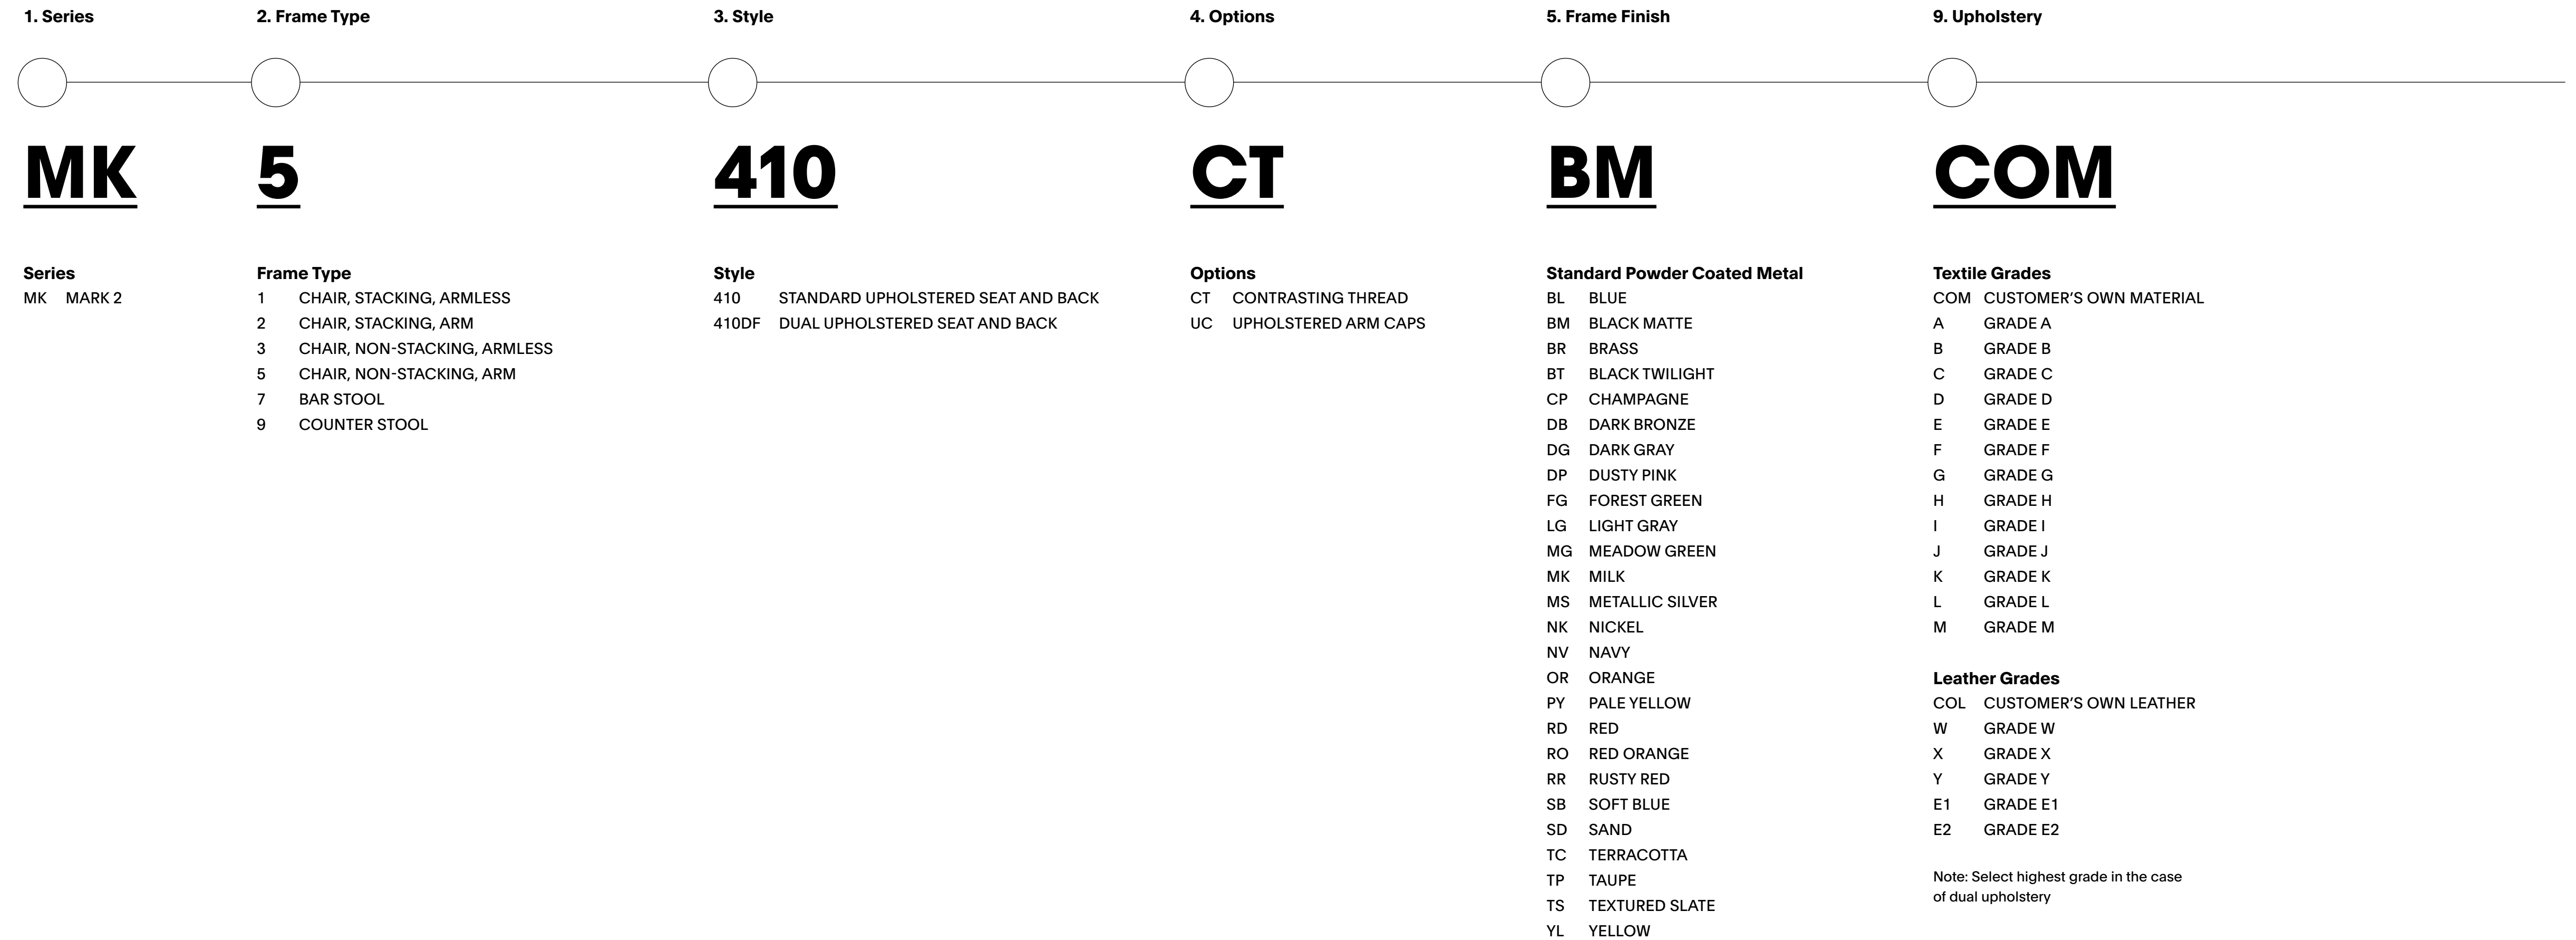 1. Series
2. Frame Type
3. Style
4. Options
5. Frame Finish
9. Upholstery
MK
5
410
CT
BM
COM
Series
MK MARK 2
Frame Type
1 CHAIR, STACKING, ARMLESS
2 CHAIR, STACKING, ARM
3 CHAIR, NON-STACKING, ARMLESS
5 CHAIR, NON-STACKING, ARM
7 BAR STOOL
9 COUNTER STOOL
Style
410 STANDARD UPHOLSTERED SEAT AND BACK
410DF DUAL UPHOLSTERED SEAT AND BACK
Options
CT CONTRASTING THREAD
UC UPHOLSTERED ARM CAPS
Standard Powder Coated Metal
BL BLUE
BM BLACK MATTE
BR BRASS
BT BLACK TWILIGHT
CP CHAMPAGNE
DB DARK BRONZE
DG DARK GRAY
DP DUSTY PINK
FG FOREST GREEN
LG LIGHT GRAY
MG MEADOW GREEN
MK MILK
MS METALLIC SILVER
NK NICKEL
NV NAVY
OR ORANGE
PY PALE YELLOW
RD RED
RO RED ORANGE
RR RUSTY RED
SB SOFT BLUE
SD SAND
TC TERRACOTTA
TP TAUPE
TS TEXTURED SLATE
YL YELLOW
Textile Grades
COM CUSTOMER’S OWN MATERIAL
A GRADE A
B GRADE B
C GRADE C
D GRADE D
E GRADE E
F GRADE F
G GRADE G
H GRADE H
I GRADE I
J GRADE J
K GRADE K
L GRADE L
M GRADE M
Leather Grades
COL CUSTOMER’S OWN LEATHER
W GRADE W
X GRADE X
Y GRADE Y
E1 GRADE E1
E2 GRADE E2
Note: Select highest grade in the case
of dual upholstery